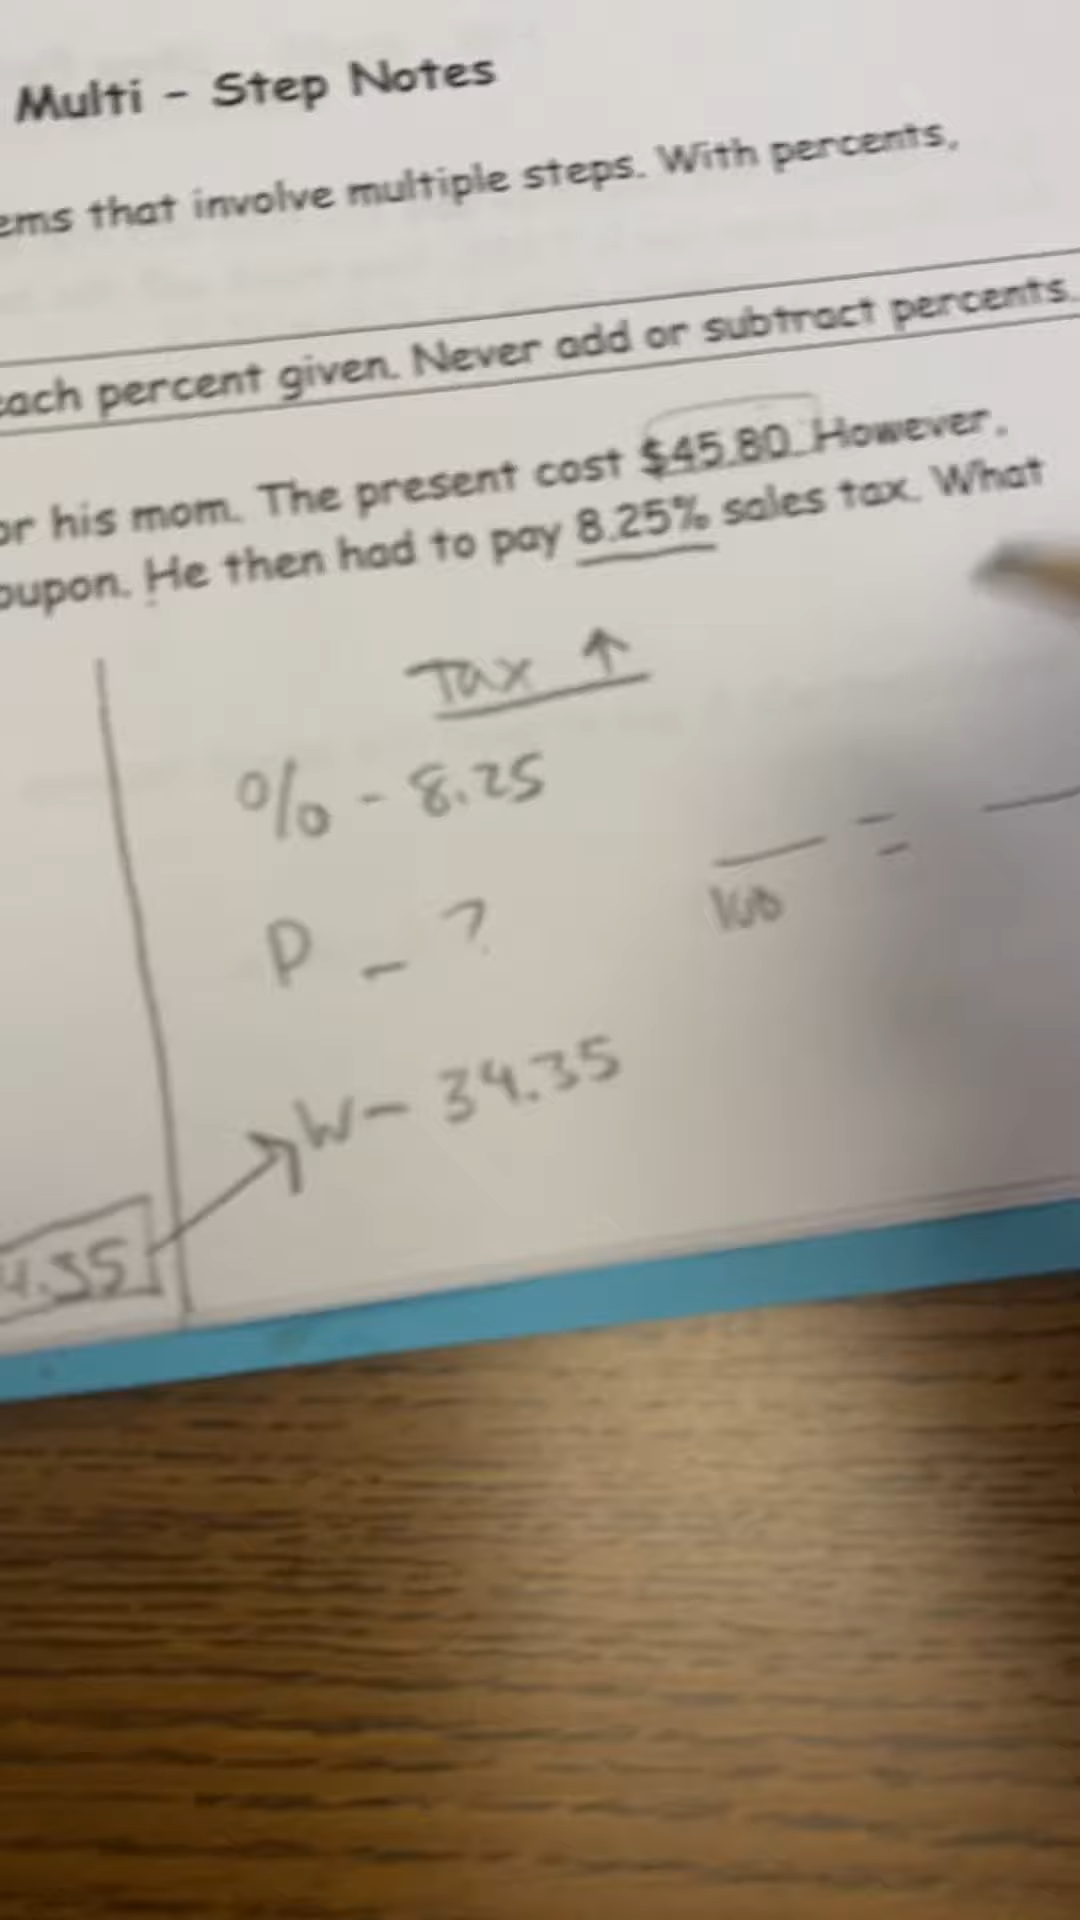 Multi - Step Notes
ems that involve multiple steps. With percents,
each percent given. Never add or subtract percents.
or his mom. The present cost $45.80. However,
oupon. He then had to pay 8.25% sales tax. What
Tax ↑
% - 8.25
— = —
100
P - ?
W - 34.35
4.35